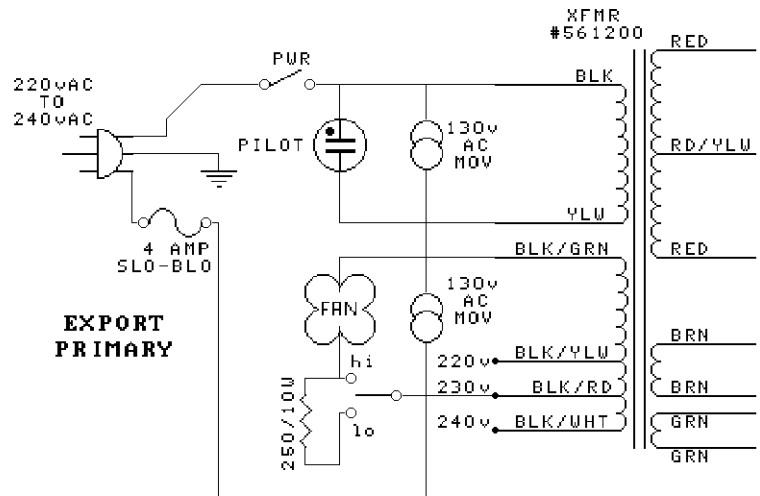 XFMR
#561200
RED
PWR
BLK
220vAC
TO
240vAC
PILOT
130v
AC
MOV
RD/YLW
YLW
4 AMP
SLO-BLO
BLK/GRN
RED
FAN
130v
AC
MOV
EXPORT
PRIMARY
BRN
hi
220v
BLK/YLW
230v
BLK/RD
BRN
250/10W
lo
240v
BLK/WHT
GRN
GRN